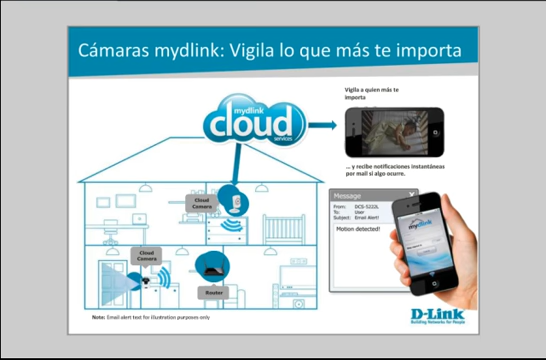 Cámaras mydlink: Vigila lo que más te importa
Vigila a quien más te
importa
mydlink
cloud
services
... y recibe notificaciones instantáneas
por mail si algo ocurre.
Cloud
Camera
Message
From: DCS-5222L
To: User
Subject: Email Alert!
Motion detected!
mydlink
Cloud
Camera
Router
Note: Email alert text for illustration purposes only
D-Link
Building Networks for People